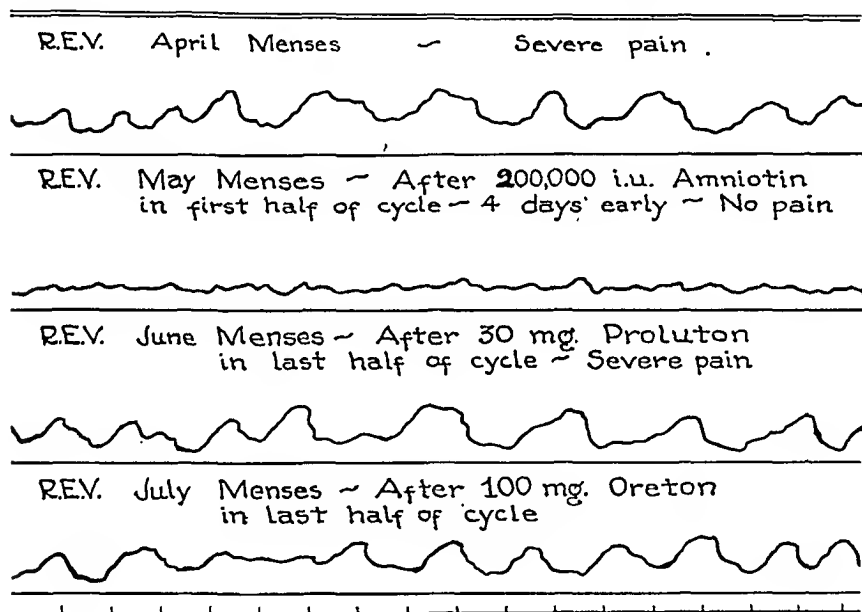 R.E.V. April Menses ~ Severe pain.
R.E.V. May Menses ~ After 200,000 i.u. Amniotin
in first half of cycle ~ 4 days early ~ No pain
R.E.V. June Menses ~ After 30 mg. Proluton
in last half of cycle ~ Severe pain
R.E.V. July Menses ~ After 100 mg. Oreton
in last half of cycle